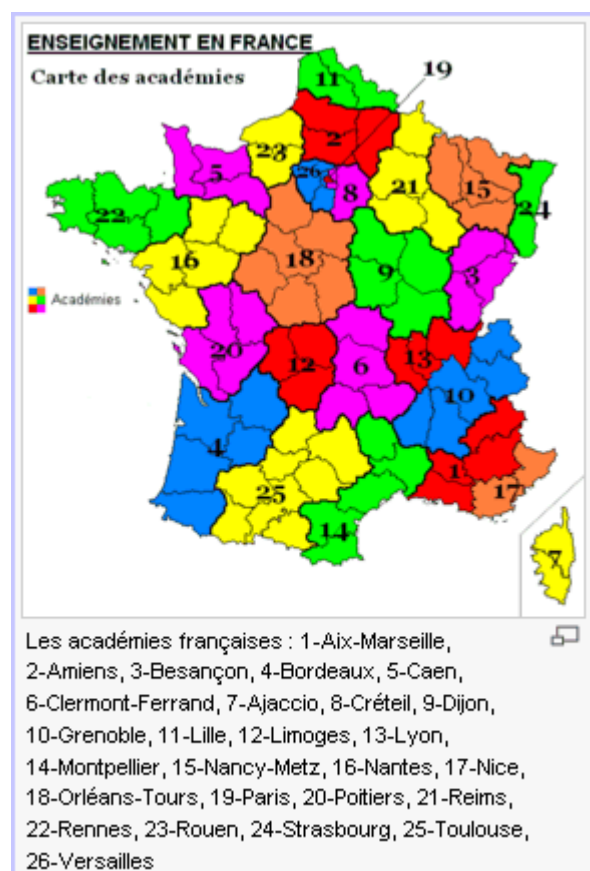 ENSEIGNEMENT EN FRANCE
Carte des académies
19
11
2
23
26
5
8
21
15
24
22
16
18
9
3
Académies
20
12
6
13
10
4
25
1
17
14
7
Les académies françaises : 1-Aix-Marseille,
2-Amiens, 3-Besançon, 4-Bordeaux, 5-Caen,
6-Clermont-Ferrand, 7-Ajaccio, 8-Créteil, 9-Dijon,
10-Grenoble, 11-Lille, 12-Limoges, 13-Lyon,
14-Montpellier, 15-Nancy-Metz, 16-Nantes, 17-Nice,
18-Orléans-Tours, 19-Paris, 20-Poitiers, 21-Reims,
22-Rennes, 23-Rouen, 24-Strasbourg, 25-Toulouse,
26-Versailles